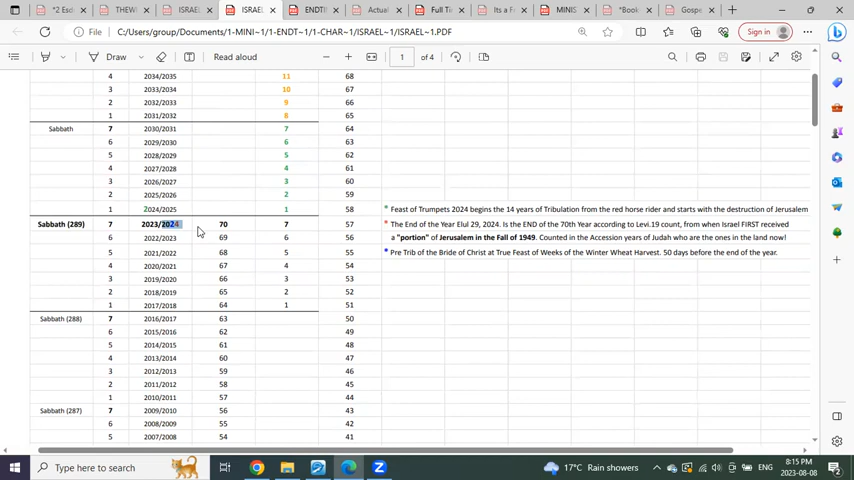 *2 Esd
THEWI
ISRAEL
ISRAEL
ENDTI
Actua
Full Ti
Its a F
MINIS
*Book
Gospe
File C:/Users/group/Documents/1-MINI~1/1-ENDT~1/1-CHAR~1/ISRAEL~1/ISRAEL~1.PDF Sign in
Draw Read aloud 1 of 4
4 2034/2035 11 68
3 2033/2034 10 67
2 2032/2033 9 66
1 2031/2032 8 65
Sabbath 7 2030/2031 7 64
6 2029/2030 6 63
5 2028/2029 5 62
4 2027/2028 4 61
3 2026/2027 3 60
2 2025/2026 2 59
1 2024/2025 1 58 * Feast of Trumpets 2024 begins the 14 years of Tribulation from the red horse rider and starts with the destruction of Jerusalem
Sabbath (289) 7 2023/2024 70 7 57 * The End of the Year Elul 29, 2024. Is the END of the 70th Year according to Levi.19 count, from when Israel FIRST received
6 2022/2023 69 6 56 a "portion" of Jerusalem in the Fall of 1949. Counted in the Accession years of Judah who are the ones in the land now!
5 2021/2022 68 5 55 * Pre Trib of the Bride of Christ at True Feast of Weeks of the Winter Wheat Harvest. 50 days before the end of the year.
4 2020/2021 67 4 54
3 2019/2020 66 3 53
2 2018/2019 65 2 52
1 2017/2018 64 1 51
Sabbath (288) 7 2016/2017 63 50
6 2015/2016 62 49
5 2014/2015 61 48
4 2013/2014 60 47
3 2012/2013 59 46
2 2011/2012 58 45
1 2010/2011 57 44
Sabbath (287) 7 2009/2010 56 43
6 2008/2009 55 42
5 2007/2008 54 41
Type here to search 17°C Rain showers ENG 8:15 PM 2023-08-08